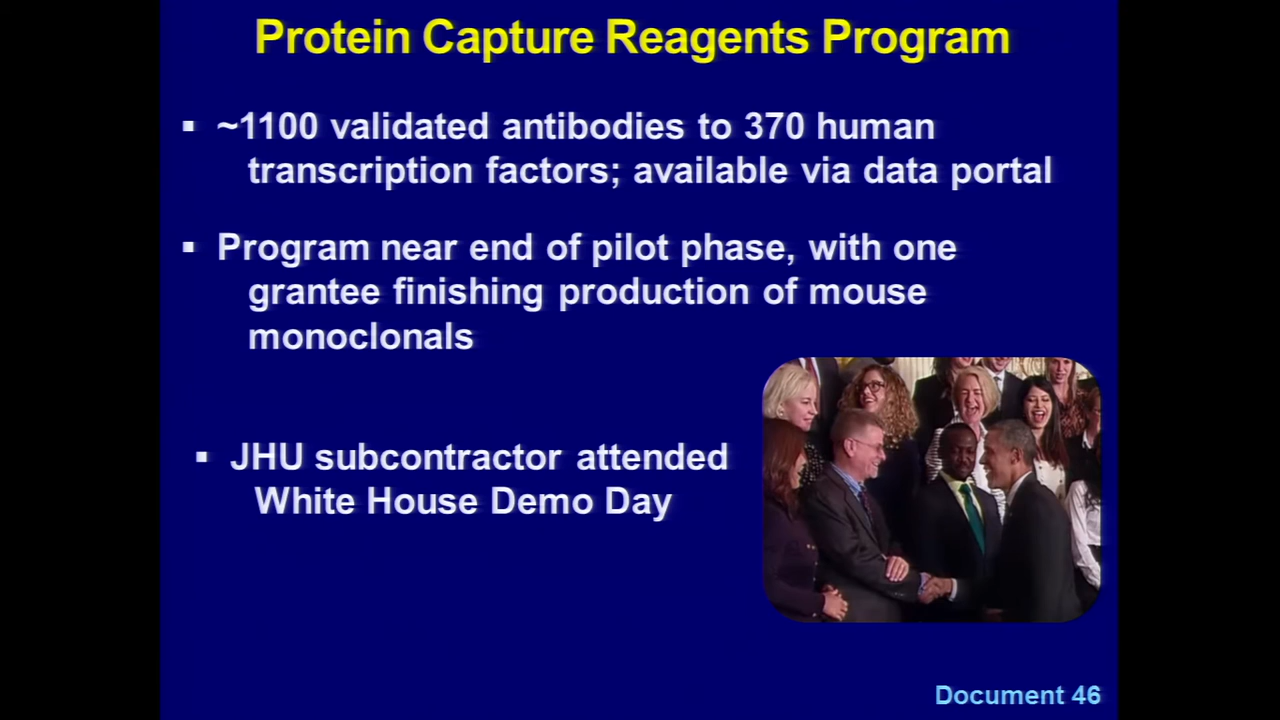 Protein Capture Reagents Program
▪ ~1100 validated antibodies to 370 human
transcription factors; available via data portal
▪ Program near end of pilot phase, with one
grantee finishing production of mouse
monoclonals
▪ JHU subcontractor attended
White House Demo Day
Document 46